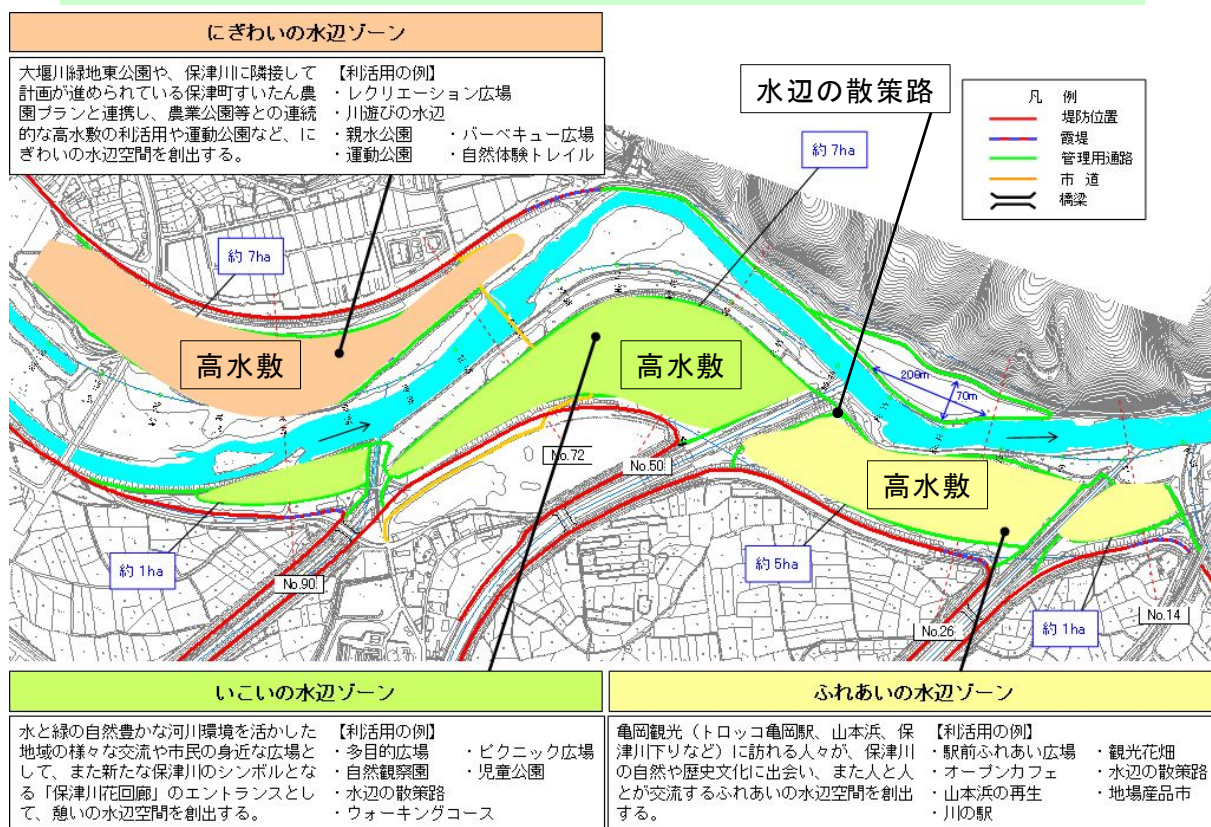 にぎわいの水辺ゾーン
大堰川緑地東公園や、保津川に隣接して
計画が進められている保津町すいたん農
園プランと連携し、農業公園等との連続
的な高水敷の利活用や運動公園など、に
ぎわいの水辺空間を創出する。
【利活用の例】
・レクリエーション広場
・川遊びの水辺
・親水公園 ・バーベキュー広場
・運動公園 ・自然体験トレイル
水辺の散策路
凡 例
堤防位置
霞堤
管理用通路
市 道
橋梁
約 7ha
約 7ha
高水敷
高水敷
200m
70m
高水敷
No.72
No.50
約 1ha
No.90
約 5ha
No.26
約 1ha
No.14
いこいの水辺ゾーン
水と緑の自然豊かな河川環境を活かした
地域の様々な交流や市民の身近な広場と
して、また新たな保津川のシンボルとな
る「保津川花回廊」のエントランスとし
て、憩いの水辺空間を創出する。
【利活用の例】
・多目的広場 ・ピクニック広場
・自然観察園 ・児童公園
・水辺の散策路
・ウォーキングコース
ふれあいの水辺ゾーン
亀岡観光（トロッコ亀岡駅、山本浜、保
津川下りなど）に訪れる人々が、保津川
の自然や歴史文化に出会い、また人と人
とが交流するふれあいの水辺空間を創出
する。
【利活用の例】
・駅前ふれあい広場 ・観光花畑
・オープンカフェ ・水辺の散策路
・山本浜の再生 ・地場産品市
・川の駅